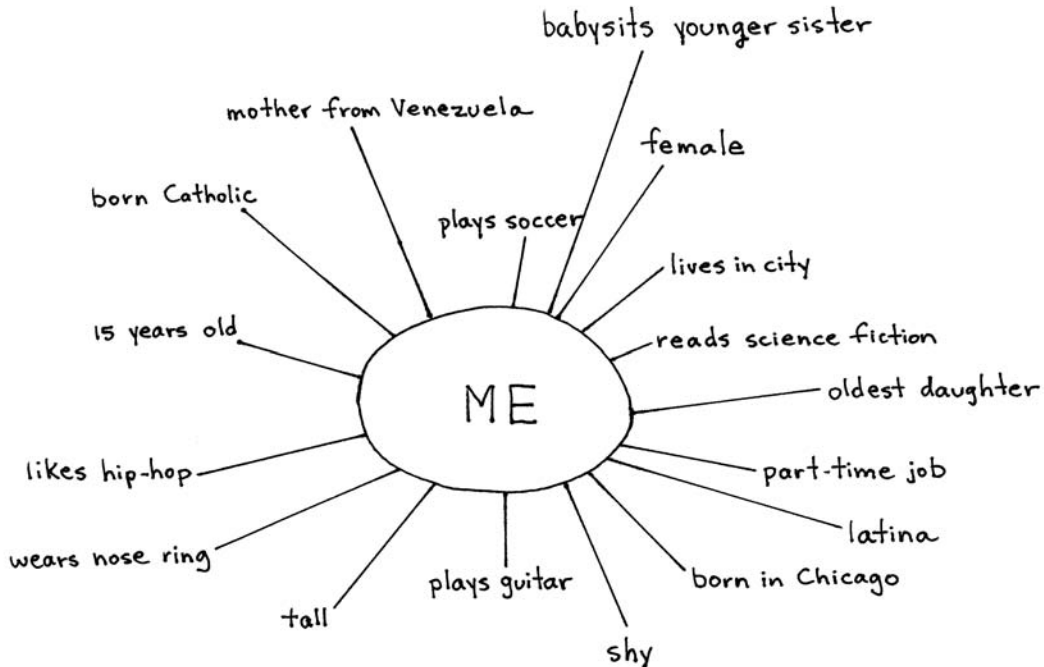 babysits younger sister
mother from Venezuela
female
born Catholic
plays soccer
lives in city
15 years old
reads science fiction
ME
oldest daughter
likes hip-hop
part-time job
latina
wears nose ring
plays guitar
born in Chicago
tall
shy